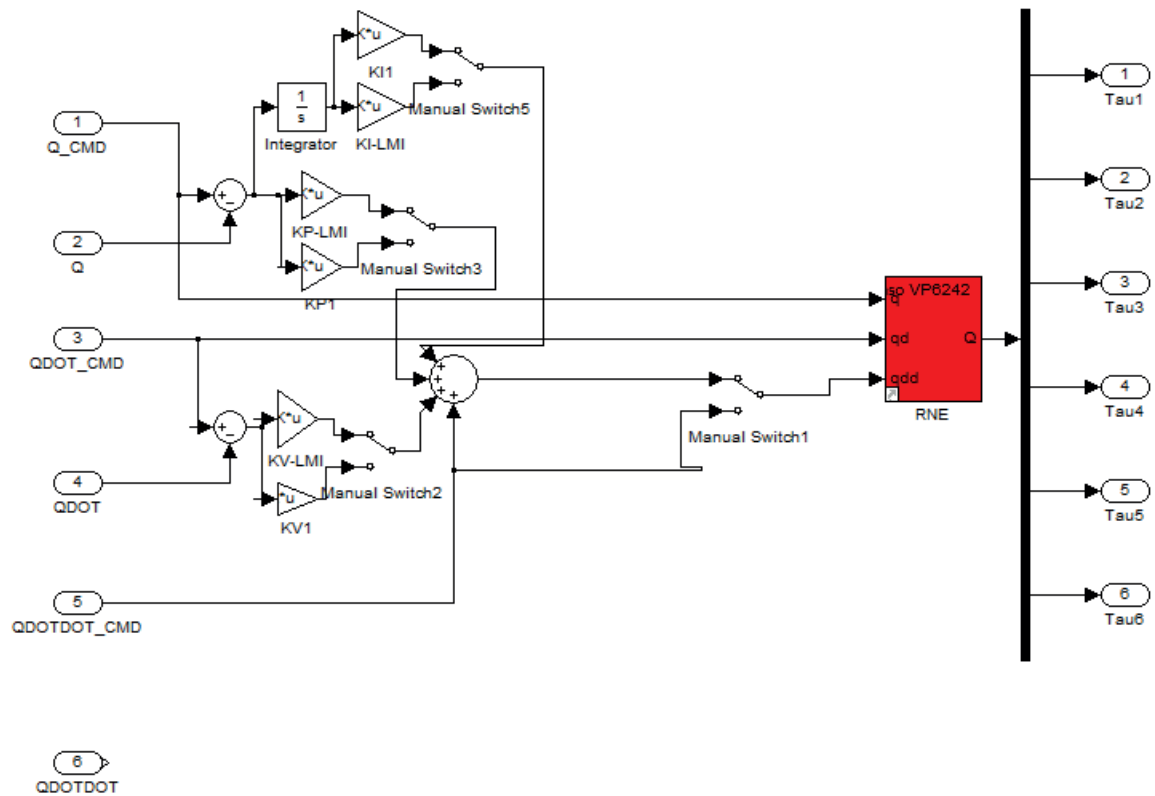 K*u
KI1
1
s
Integrator
K*u
KI-LMI
Manual Switch5
1
Q_CMD
+
−
K*u
KP-LMI
2
Q
K*u
KP1
Manual Switch3
3
QDOT_CMD
+
−
K*u
KV-LMI
4
QDOT
*u
KV1
Manual Switch2
+
+
+
+
5
QDOTDOT_CMD
6
QDOTDOT
Manual Switch1
so VP6242
q
qd
Q
qdd
RNE
1
Tau1
2
Tau2
3
Tau3
4
Tau4
5
Tau5
6
Tau6